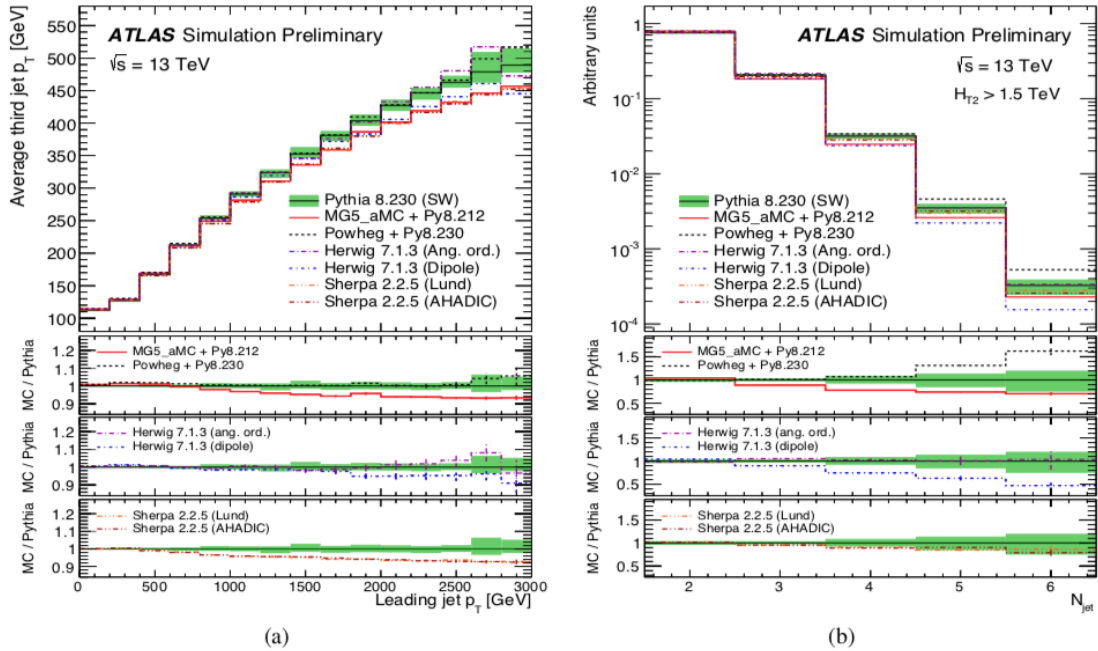 ATLAS Simulation Preliminary
√s = 13 TeV
Average third jet p_T [GeV]
550
500
450
400
350
300
250
200
150
100
Pythia 8.230 (SW)
MG5_aMC + Py8.212
Powheg + Py8.230
Herwig 7.1.3 (Ang. ord.)
Herwig 7.1.3 (Dipole)
Sherpa 2.2.5 (Lund)
Sherpa 2.2.5 (AHADIC)
MC / Pythia
1.2
1.1
1
0.9
MG5_aMC + Py8.212
Powheg + Py8.230
MC / Pythia
1.2
1.1
1
0.9
Herwig 7.1.3 (ang. ord.)
Herwig 7.1.3 (dipole)
MC / Pythia
1.2
1.1
1
0.9
Sherpa 2.2.5 (Lund)
Sherpa 2.2.5 (AHADIC)
0 500 1000 1500 2000 2500 3000
Leading jet p_T [GeV]
(a)
ATLAS Simulation Preliminary
√s = 13 TeV
H_T2 > 1.5 TeV
Arbitrary units
1
10⁻¹
10⁻²
10⁻³
10⁻⁴
Pythia 8.230 (SW)
MG5_aMC + Py8.212
Powheg + Py8.230
Herwig 7.1.3 (Ang. ord.)
Herwig 7.1.3 (Dipole)
Sherpa 2.2.5 (Lund)
Sherpa 2.2.5 (AHADIC)
MC / Pythia
1.5
1.0
0.5
MG5_aMC + Py8.212
Powheg + Py8.230
MC / Pythia
1.5
1.0
0.5
Herwig 7.1.3 (ang. ord.)
Herwig 7.1.3 (dipole)
MC / Pythia
1.5
1.0
0.5
Sherpa 2.2.5 (Lund)
Sherpa 2.2.5 (AHADIC)
2 3 4 5 6
N_jet
(b)